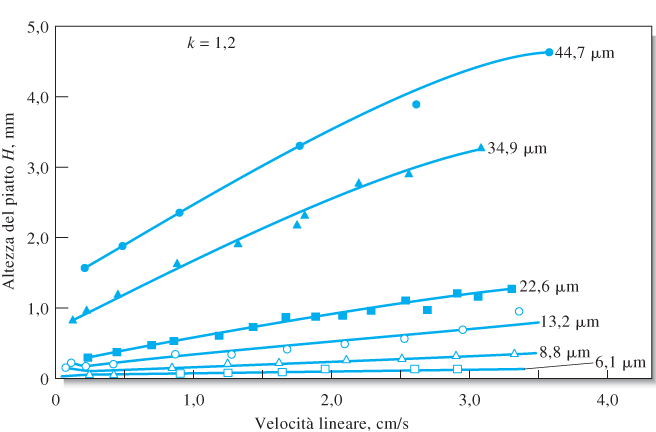 5,0
k = 1,2
44,7 µm
4,0
34,9 µm
3,0
Altezza del piatto H, mm
2,0
22,6 µm
1,0
13,2 µm
8,8 µm
6,1 µm
0
0 1,0 2,0 3,0 4,0
Velocità lineare, cm/s